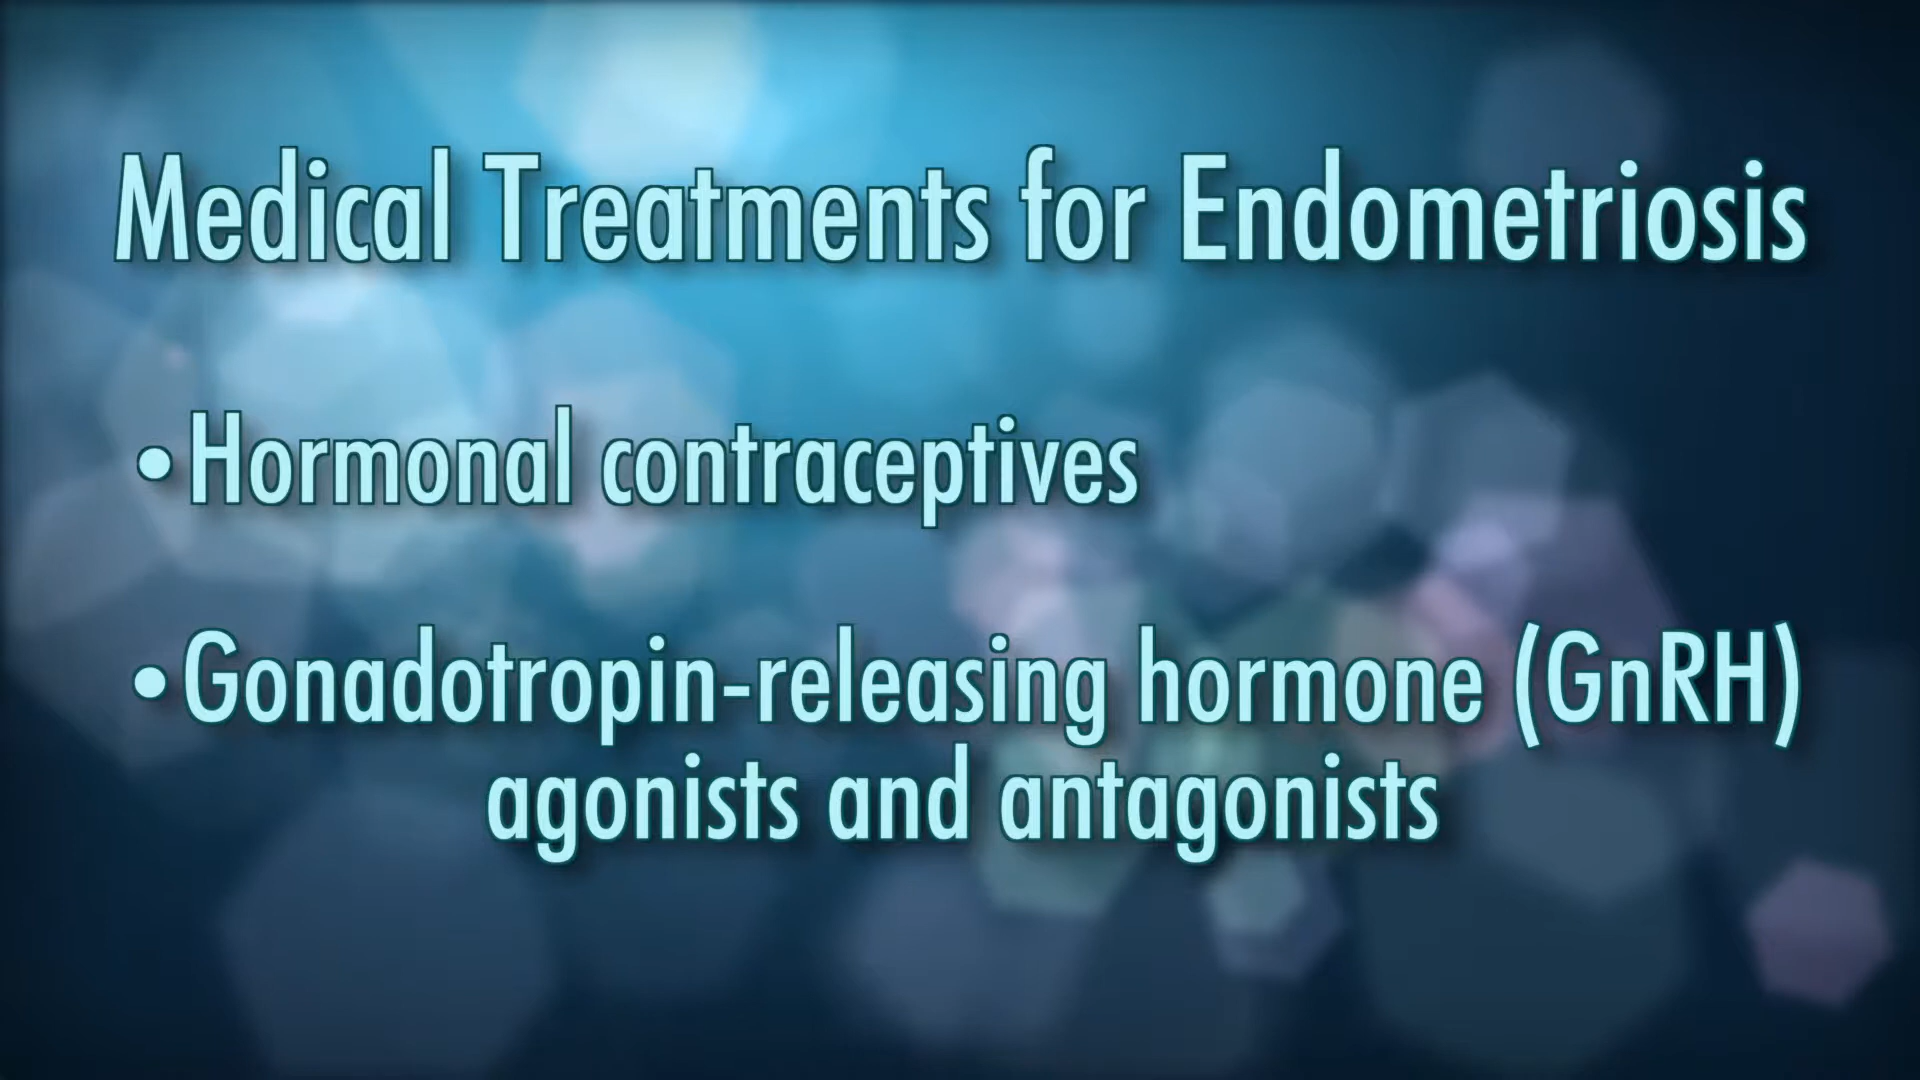 Medical Treatments for Endometriosis
•Hormonal contraceptives
•Gonadotropin-releasing hormone (GnRH)
agonists and antagonists